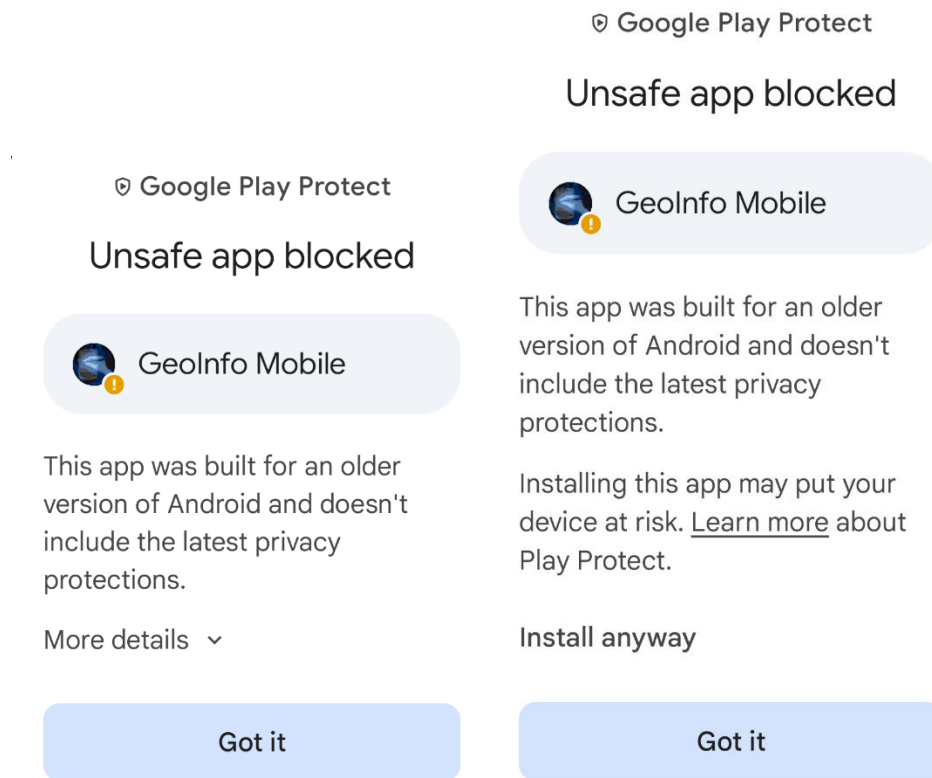 Google Play Protect
Unsafe app blocked
GeoInfo Mobile
This app was built for an older
version of Android and doesn't
include the latest privacy
protections.
More details
Got it
Google Play Protect
Unsafe app blocked
GeoInfo Mobile
This app was built for an older
version of Android and doesn't
include the latest privacy
protections.
Installing this app may put your
device at risk. Learn more about
Play Protect.
Install anyway
Got it